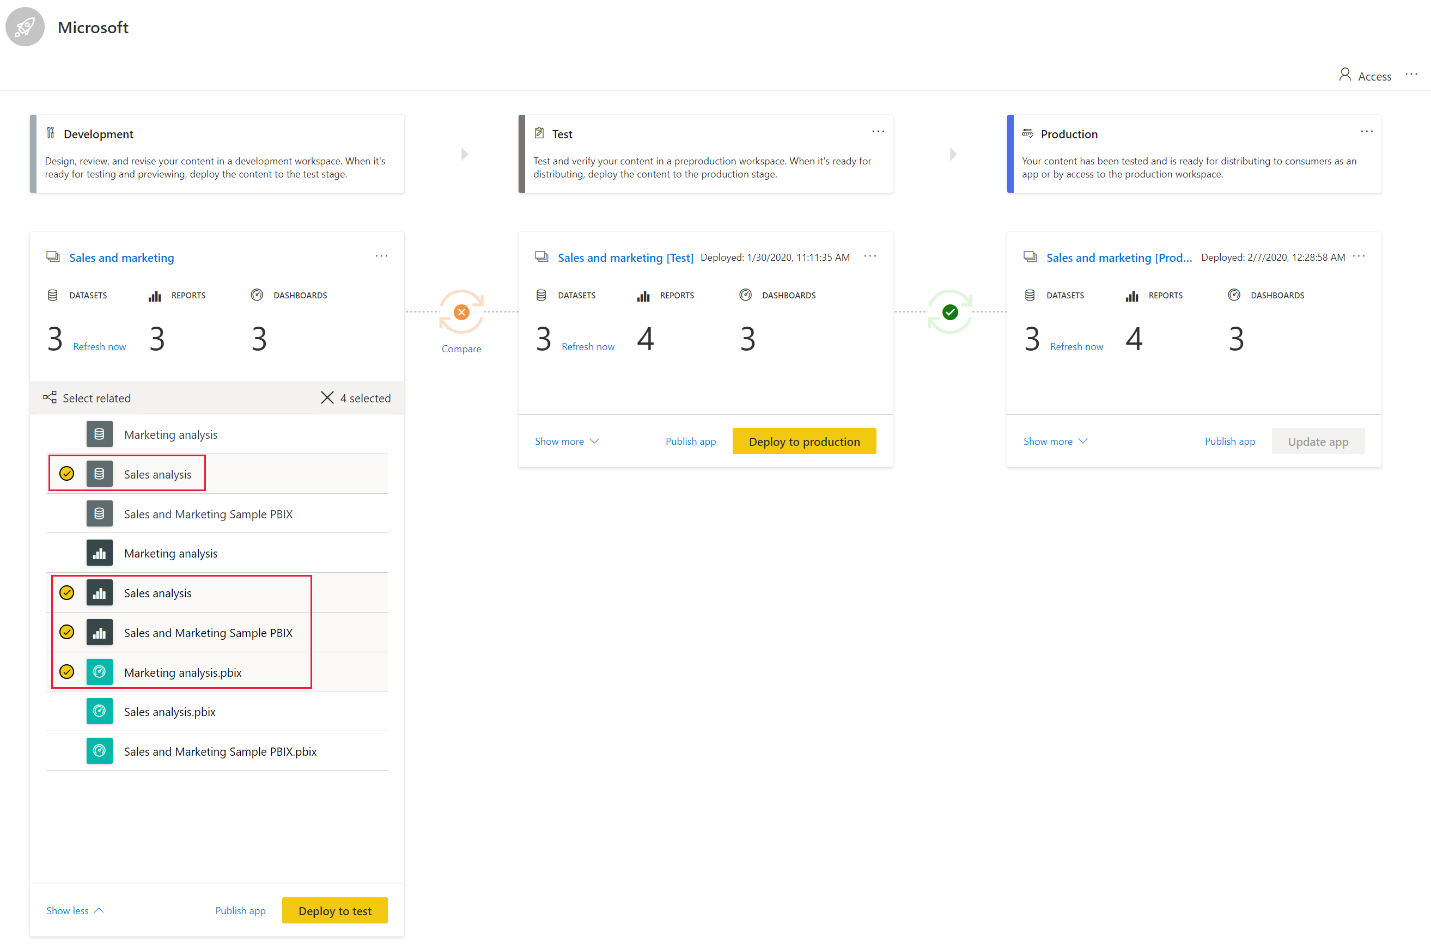 Microsoft
Access
Development
Design, review, and revise your content in a development workspace. When it's
ready for testing and previewing, deploy the content to the test stage.
Test
Test and verify your content in a preproduction workspace. When it's ready for
distributing, deploy the content to the production stage.
Production
Your content has been tested and is ready for distributing to consumers as an
app or by access to the production workspace.
Sales and marketing
DATASETS REPORTS DASHBOARDS
3 Refresh now 3 3
Compare
Sales and marketing [Test] Deployed: 1/30/2020, 11:11:35 AM
DATASETS REPORTS DASHBOARDS
3 Refresh now 4 3
Show more Publish app Deploy to production
Sales and marketing [Prod... Deployed: 2/7/2020, 12:28:58 AM
DATASETS REPORTS DASHBOARDS
3 Refresh now 4 3
Show more Publish app Update app
Select related 4 selected
Marketing analysis
Sales analysis
Sales and Marketing Sample PBIX
Marketing analysis
Sales analysis
Sales and Marketing Sample PBIX
Marketing analysis.pbix
Sales analysis.pbix
Sales and Marketing Sample PBIX.pbix
Show less Publish app Deploy to test